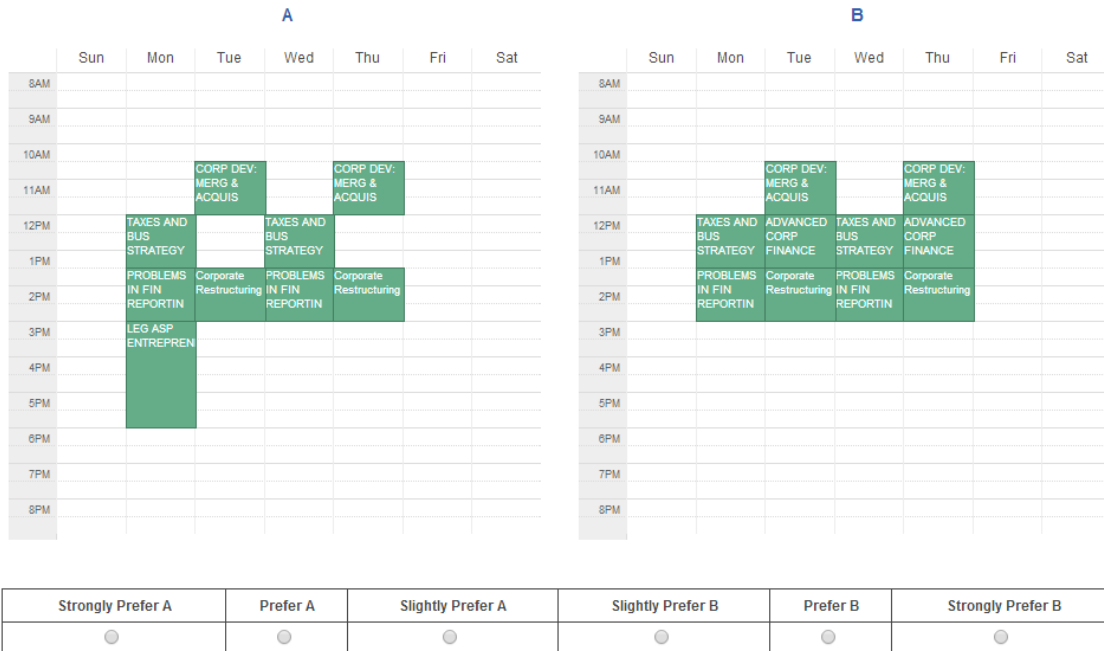 A
Sun Mon Tue Wed Thu Fri Sat
8AM
9AM
10AM
CORP DEV:
MERG &
ACQUIS
CORP DEV:
MERG &
ACQUIS
11AM
12PM
TAXES AND
BUS
STRATEGY
TAXES AND
BUS
STRATEGY
1PM
PROBLEMS
IN FIN
REPORTIN
Corporate
Restructuring
PROBLEMS
IN FIN
REPORTIN
Corporate
Restructuring
2PM
3PM
LEG ASP
ENTREPREN
4PM
5PM
6PM
7PM
8PM
B
Sun Mon Tue Wed Thu Fri Sat
8AM
9AM
10AM
CORP DEV:
MERG &
ACQUIS
CORP DEV:
MERG &
ACQUIS
11AM
12PM
TAXES AND
BUS
STRATEGY
ADVANCED
CORP
FINANCE
TAXES AND
BUS
STRATEGY
ADVANCED
CORP
FINANCE
1PM
PROBLEMS
IN FIN
REPORTIN
Corporate
Restructuring
PROBLEMS
IN FIN
REPORTIN
Corporate
Restructuring
2PM
3PM
4PM
5PM
6PM
7PM
8PM
Strongly Prefer A Prefer A Slightly Prefer A Slightly Prefer B Prefer B Strongly Prefer B